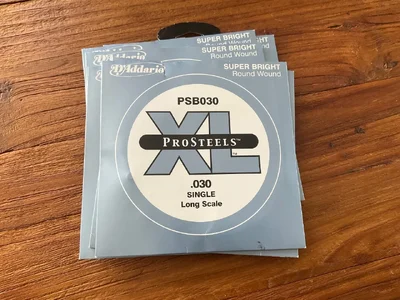 SUPER BRIGHT
Round Wound
SUPER BRIGHT
Round Wound
D'Addario
SUPER BRIGHT
Round Wound
PSB030
XL
PROSTEELS™
.030
SINGLE
Long Scale